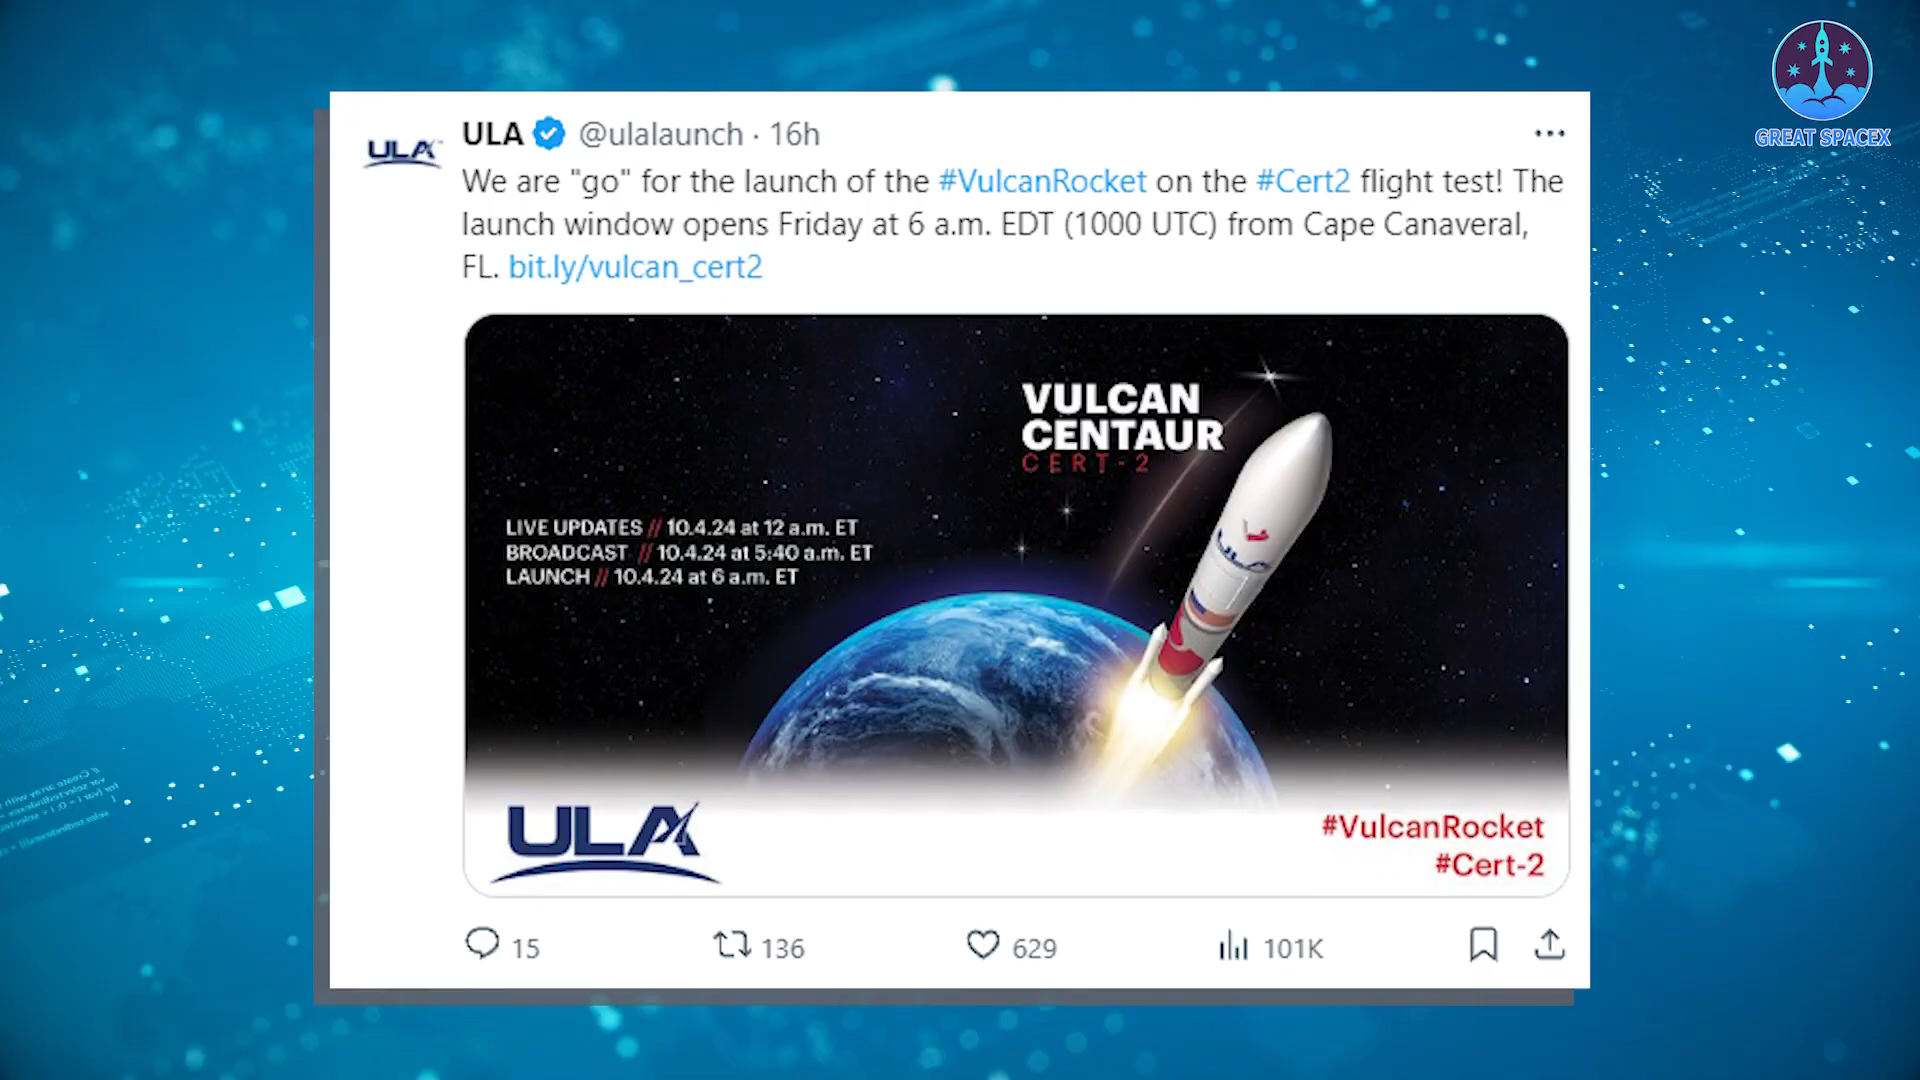 GREAT SPACEX
ULA
ULA @ulalaunch · 16h
We are "go" for the launch of the #VulcanRocket on the #Cert2 flight test! The
launch window opens Friday at 6 a.m. EDT (1000 UTC) from Cape Canaveral,
FL. bit.ly/vulcan_cert2
VULCAN
CENTAUR
CERT-2
LIVE UPDATES // 10.4.24 at 12 a.m. ET
BROADCAST // 10.4.24 at 5:40 a.m. ET
LAUNCH // 10.4.24 at 6 a.m. ET
ULA
ULA
#VulcanRocket
#Cert-2
15
136
629
101K